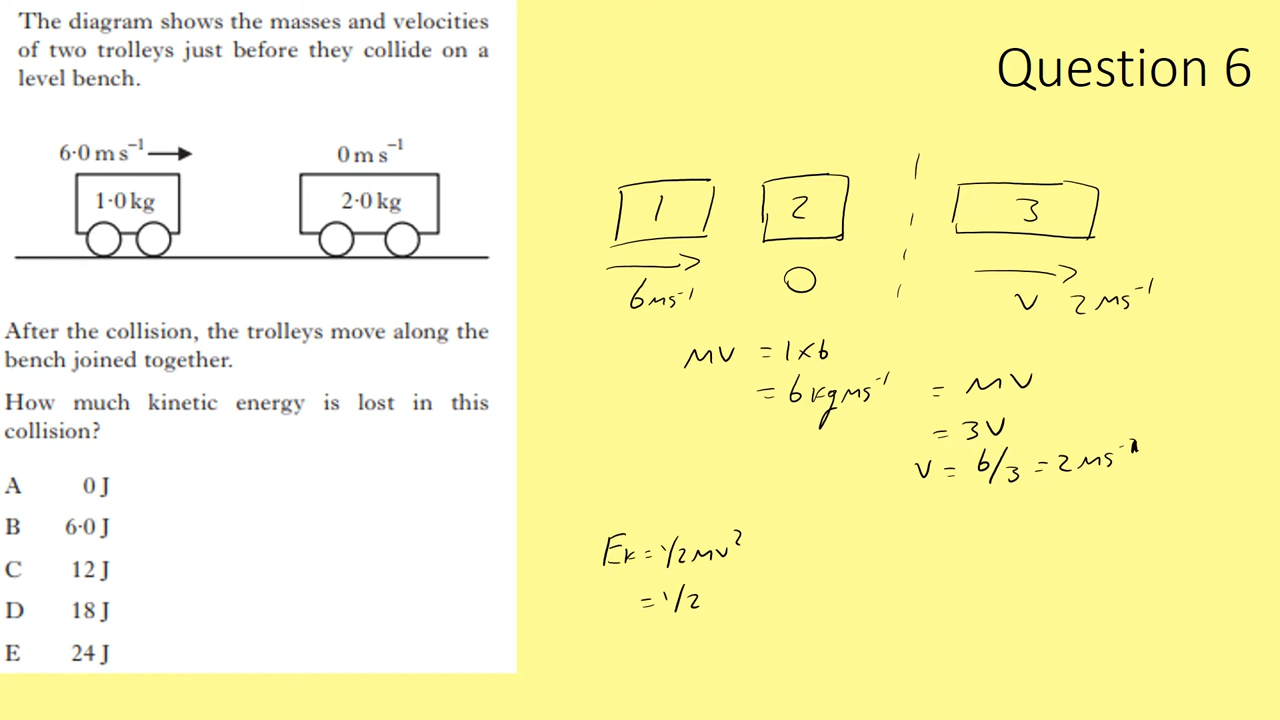 The diagram shows the masses and velocities
of two trolleys just before they collide on a
level bench.
6·0 m s⁻¹
0 m s⁻¹
1·0 kg
2·0 kg
After the collision, the trolleys move along the
bench joined together.
How much kinetic energy is lost in this
collision?
A 0 J
B 6·0 J
C 12 J
D 18 J
E 24 J
Question 6
1 2 3
6ms⁻¹ 0 v 2ms⁻¹
mv = 1×6
= 6kgms⁻¹
= mv
= 3v
v = 6/3 = 2ms⁻¹
Ek = 1/2mv²
= 1/2